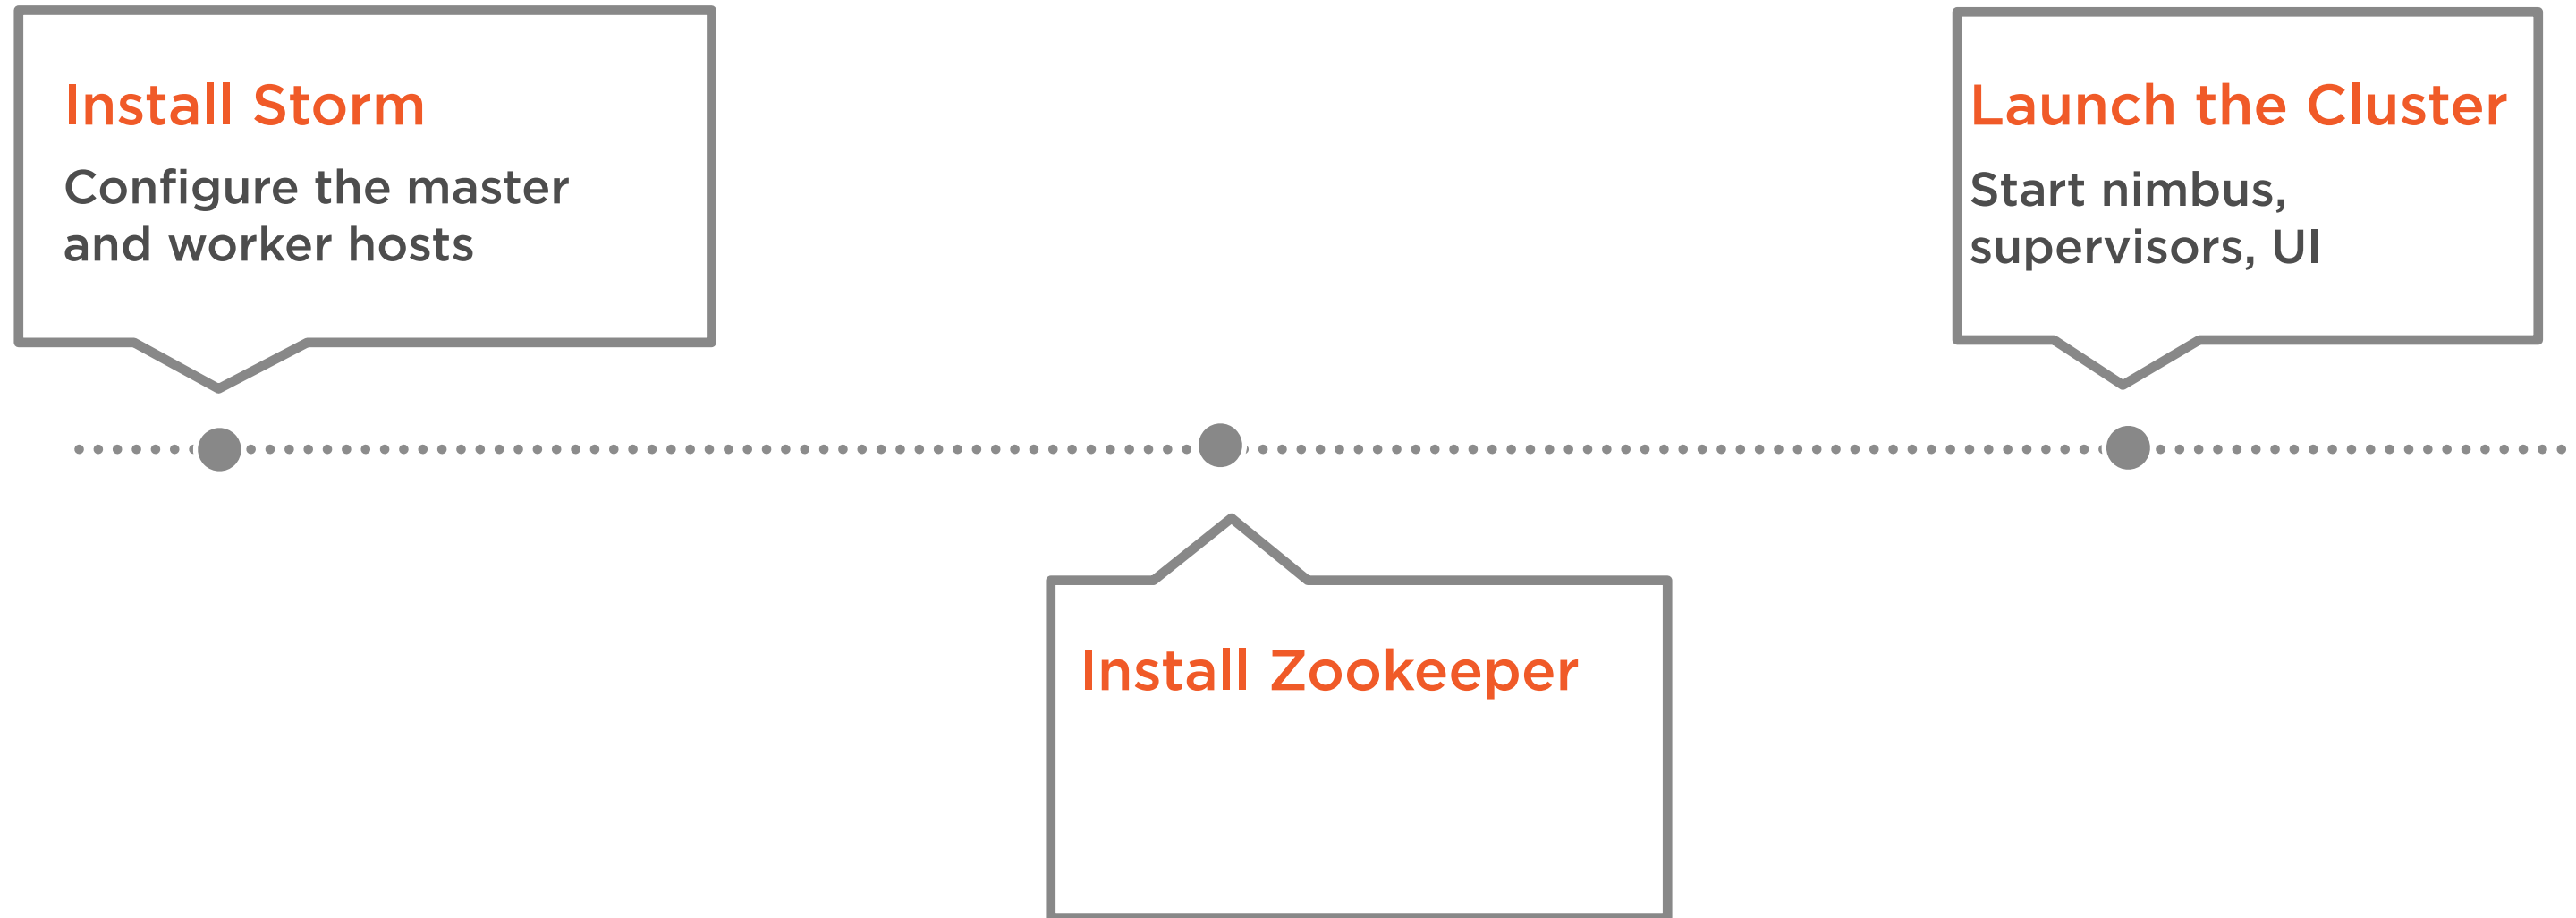 Install Storm
Configure the master
and worker hosts
Launch the Cluster
Start nimbus,
supervisors, UI
Install Zookeeper